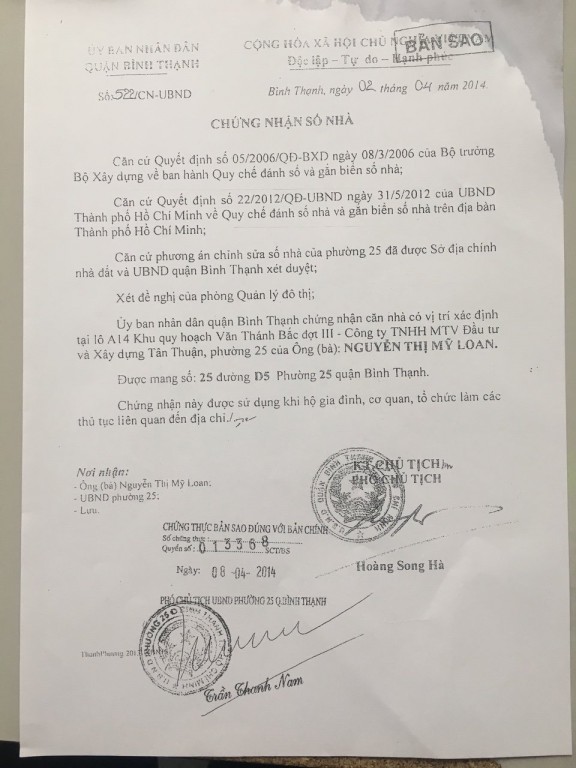 ỦY BAN NHÂN DÂN
QUẬN BÌNH THẠNH
Số: 522/CN-UBND
CỘNG HÒA XÃ HỘI CHỦ NGHĨA
Độc lập - Tự do - Hạnh phúc
BẢN SAO
Bình Thạnh, ngày 02 tháng 04 năm 2014.
CHỨNG NHẬN SỐ NHÀ
Căn cứ Quyết định số 05/2006/QĐ-BXD ngày 08/3/2006 của Bộ trưởng
Bộ Xây dựng về ban hành Quy chế đánh số và gắn biển số nhà;
Căn cứ Quyết định số 22/2012/QĐ-UBND ngày 31/5/2012 của UBND
Thành phố Hồ Chí Minh về Quy chế đánh số nhà và gắn biển số nhà trên địa bàn
Thành phố Hồ Chí Minh;
Căn cứ phương án chỉnh sửa số nhà của phường 25 đã được Sở địa chính
nhà đất và UBND quận Bình Thạnh xét duyệt;
Xét đề nghị của phòng Quản lý đô thị;
Ủy ban nhân dân quận Bình Thạnh chứng nhận căn nhà có vị trí xác định
tại lô A14 Khu quy hoạch Văn Thánh Bắc đợt III - Công ty TNHH MTV Đầu tư
và Xây dựng Tân Thuận, phường 25 của Ông (bà): NGUYỄN THỊ MỸ LOAN.
Được mang số: 25 đường D5 Phường 25 quận Bình Thạnh.
Chứng nhận này được sử dụng khi hộ gia đình, cơ quan, tổ chức làm các
thủ tục liên quan đến địa chỉ./
Nơi nhận:
- Ông (bà) Nguyễn Thị Mỹ Loan;
- UBND phường 25;
- Lưu.
KT.CHỦ TỊCH
PHÓ CHỦ TỊCH
Hoàng Song Hà
CHỨNG THỰC BẢN SAO ĐÚNG VỚI BẢN CHÍNH
Số chứng thực
Quyển số: 013368 SCT/BS
Ngày: 08-04-2014
PHÓ CHỦ TỊCH UBND PHƯỜNG 25 Q.BÌNH THẠNH
ThanhPhuong
Trần Thanh Nam